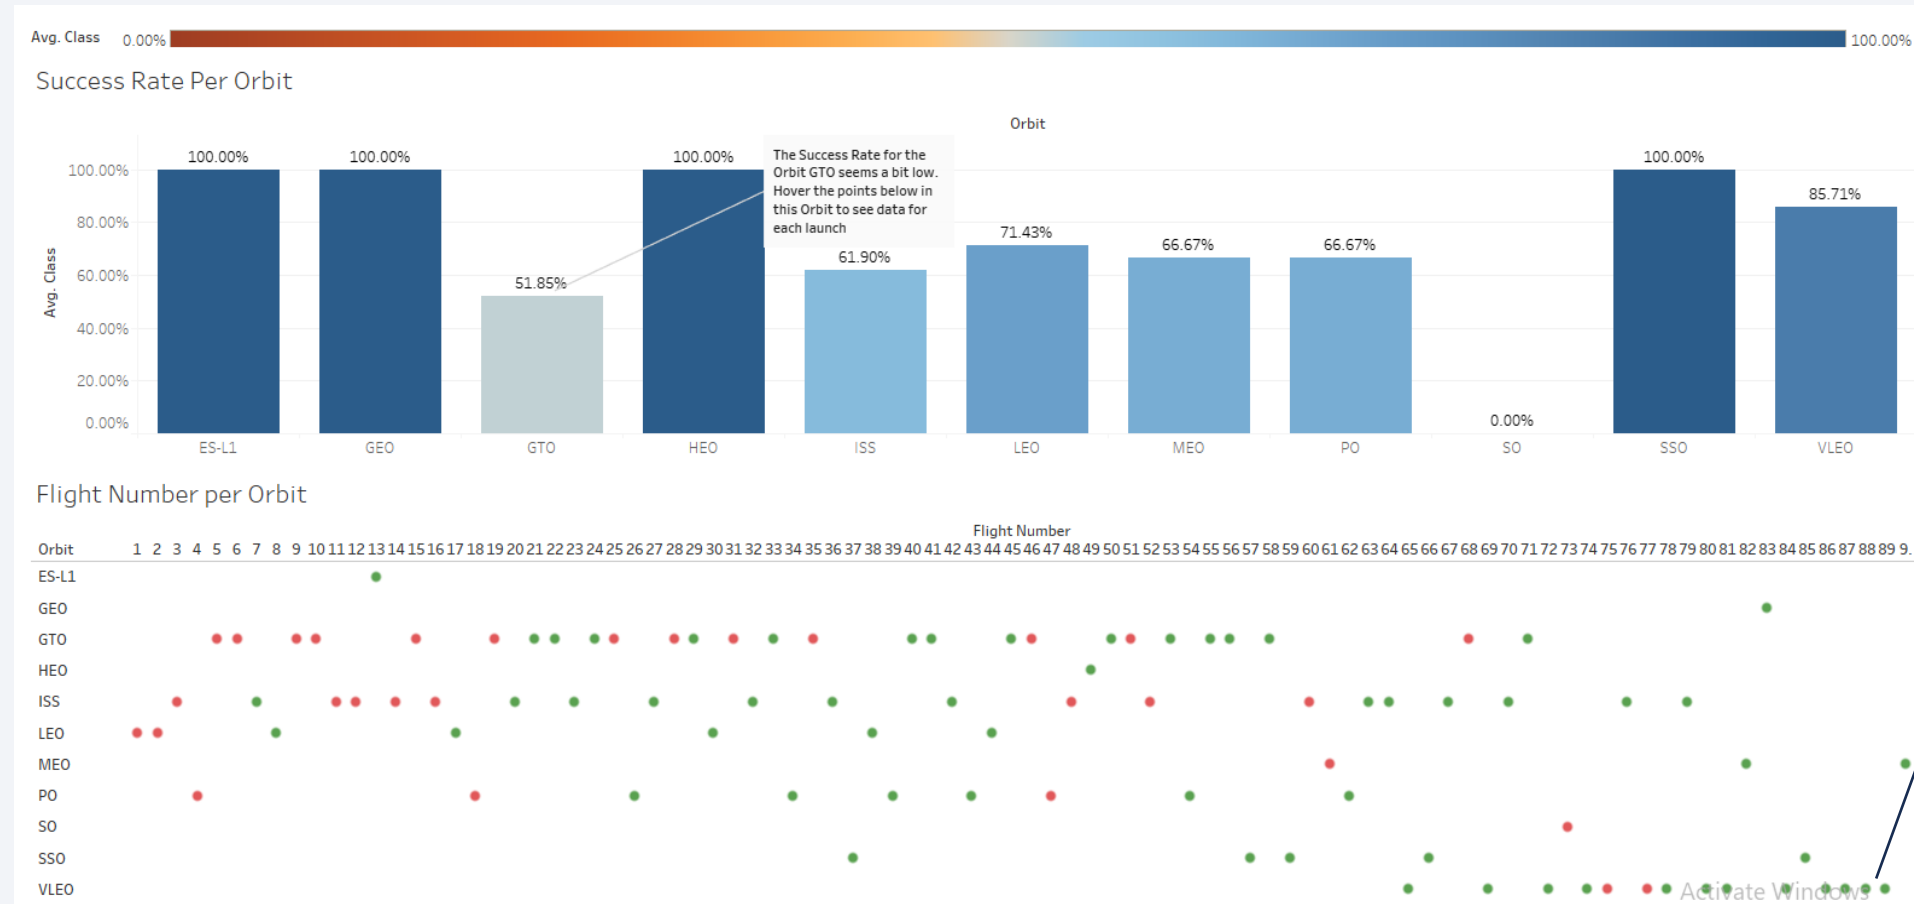 Avg. Class 0.00% 100.00%
Success Rate Per Orbit
Orbit
100.00% 100.00% 100.00% 100.00%
The Success Rate for the
Orbit GTO seems a bit low.
Hover the points below in
this Orbit to see data for
each launch
85.71%
71.43%
66.67% 66.67%
61.90%
51.85%
0.00%
Avg. Class
100.00%
80.00%
60.00%
40.00%
20.00%
0.00%
ES-L1 GEO GTO HEO ISS LEO MEO PO SO SSO VLEO
Flight Number per Orbit
Flight Number
Orbit 1 2 3 4 5 6 7 8 9 10 11 12 13 14 15 16 17 18 19 20 21 22 23 24 25 26 27 28 29 30 31 32 33 34 35 36 37 38 39 40 41 42 43 44 45 46 47 48 49 50 51 52 53 54 55 56 57 58 59 60 61 62 63 64 65 66 67 68 69 70 71 72 73 74 75 76 77 78 79 80 81 82 83 84 85 86 87 88 89 9.
ES-L1
GEO
GTO
HEO
ISS
LEO
MEO
PO
SO
SSO
VLEO
Activate Windows